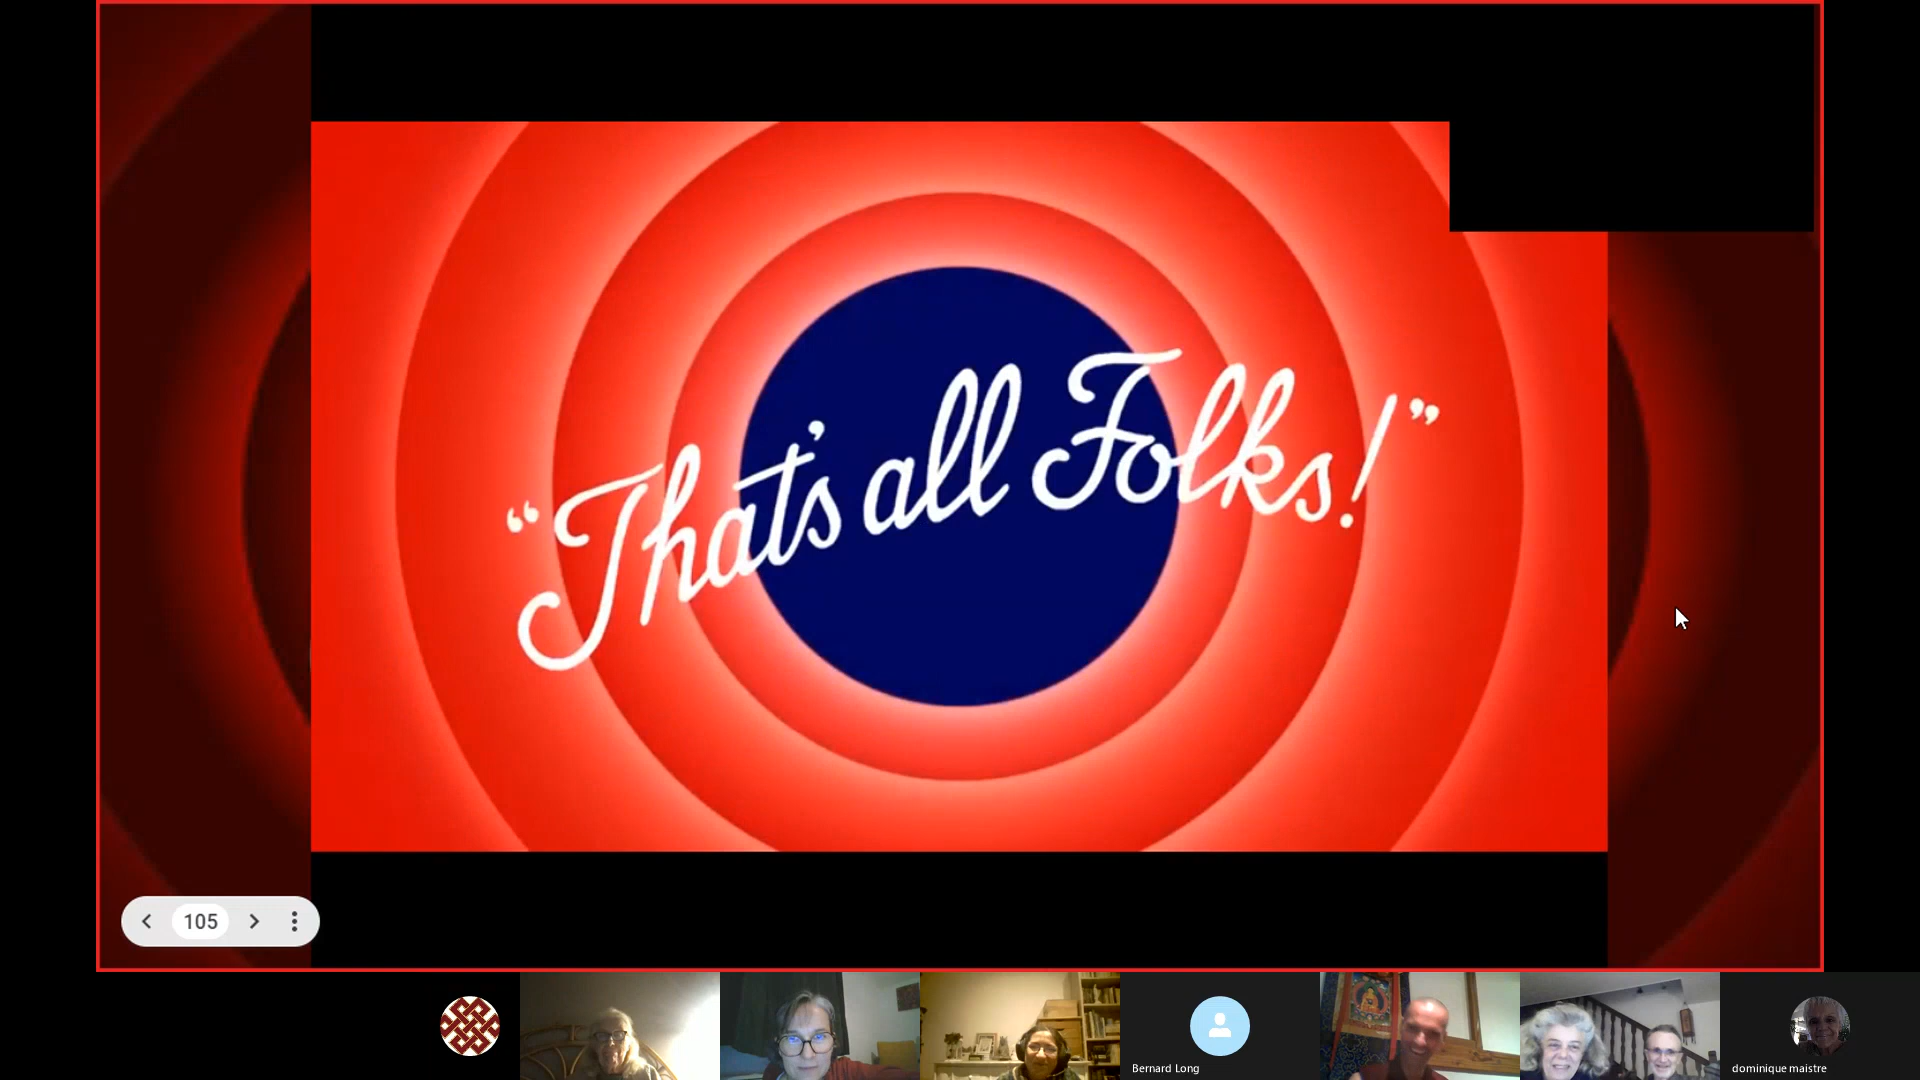 “That's all Folks!”
105
Bernard Long
dominique maistre